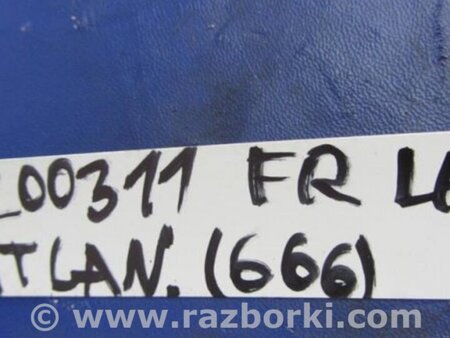 00311 FR L
TLAN. (666)
© www.razborki.com